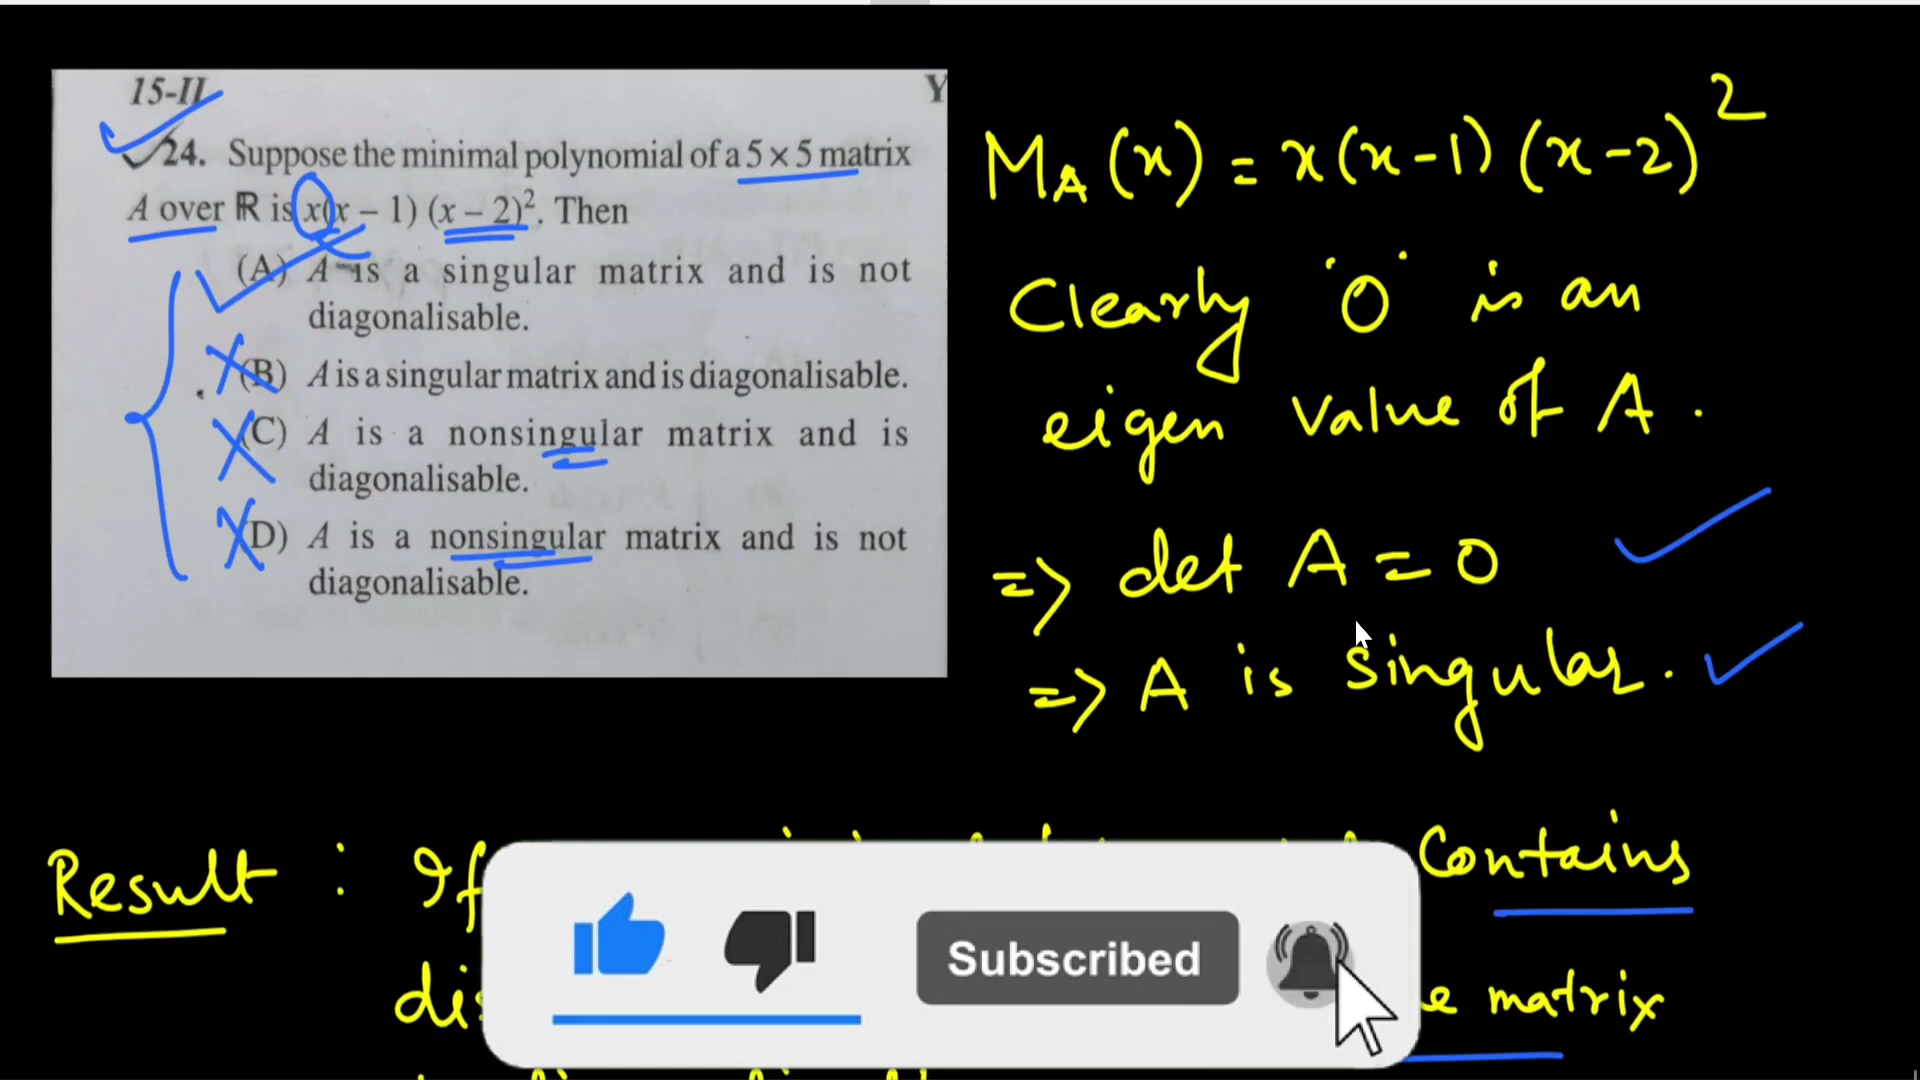 15-II
Y
24. Suppose the minimal polynomial of a 5 × 5 matrix
A over ℝ is x(x – 1) (x – 2)². Then
(A) A is a singular matrix and is not
diagonalisable.
(B) A is a singular matrix and is diagonalisable.
(C) A is a nonsingular matrix and is
diagonalisable.
(D) A is a nonsingular matrix and is not
diagonalisable.
M_A(x) = x(x-1)(x-2)²
Clearly '0' is an
eigen value of A.
=> det A = 0
=> A is singular.
Result : If Contains
matrix
Subscribed